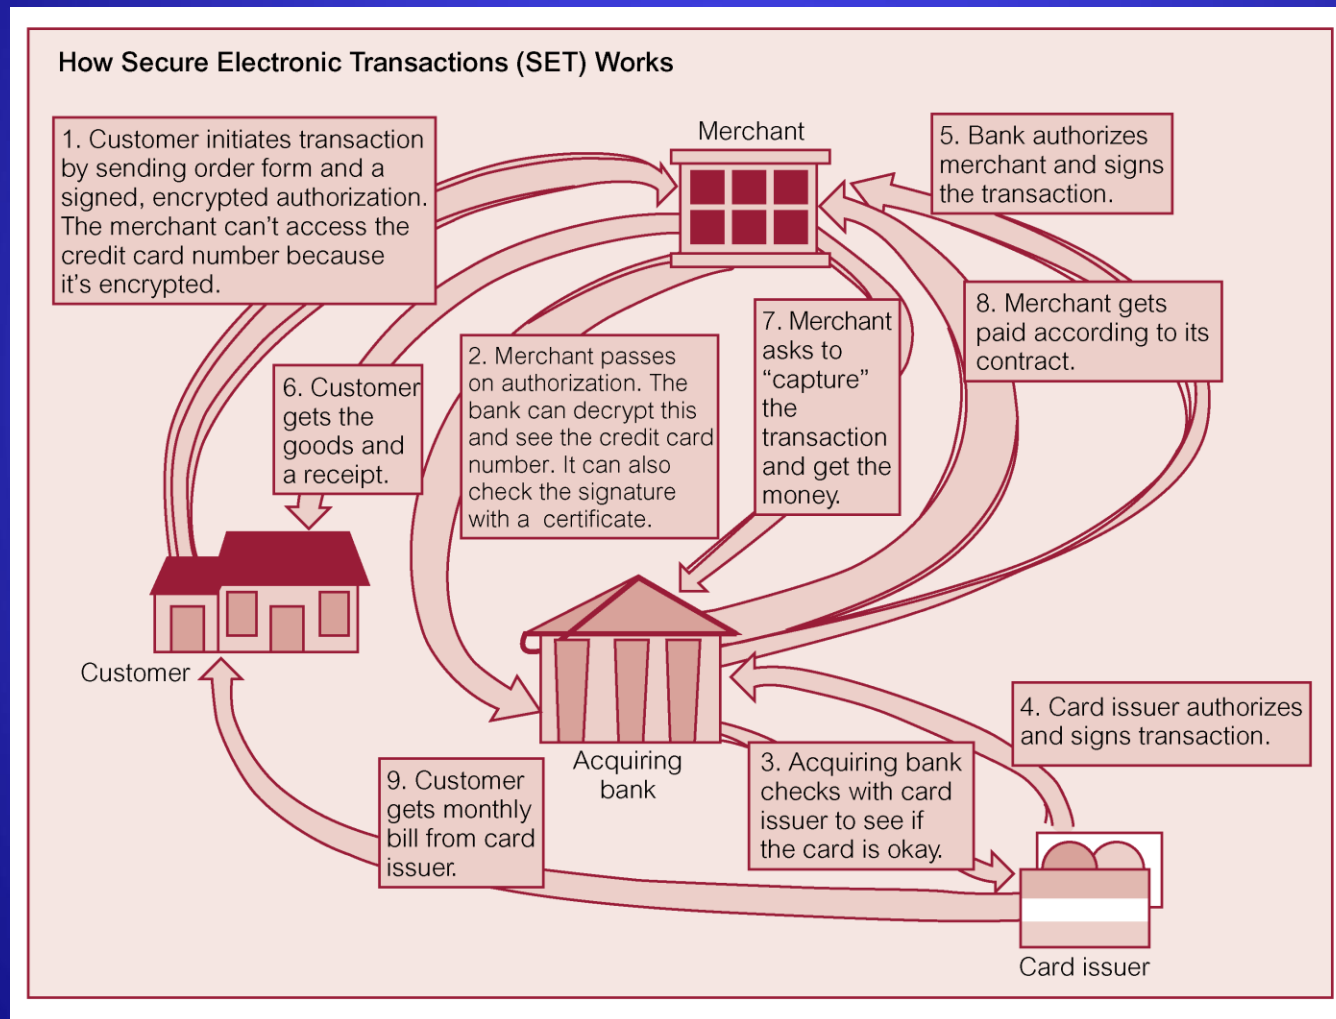 How Secure Electronic Transactions (SET) Works
1. Customer initiates transaction
by sending order form and a
signed, encrypted authorization.
The merchant can't access the
credit card number because
it's encrypted.
Merchant
5. Bank authorizes
merchant and signs
the transaction.
6. Customer
gets the
goods and
a receipt.
2. Merchant passes
on authorization. The
bank can decrypt this
and see the credit card
number. It can also
check the signature
with a certificate.
7. Merchant
asks to
“capture”
the
transaction
and get the
money.
8. Merchant gets
paid according to its
contract.
Customer
Acquiring
bank
4. Card issuer authorizes
and signs transaction.
9. Customer
gets monthly
bill from card
issuer.
3. Acquiring bank
checks with card
issuer to see if
the card is okay.
Card issuer